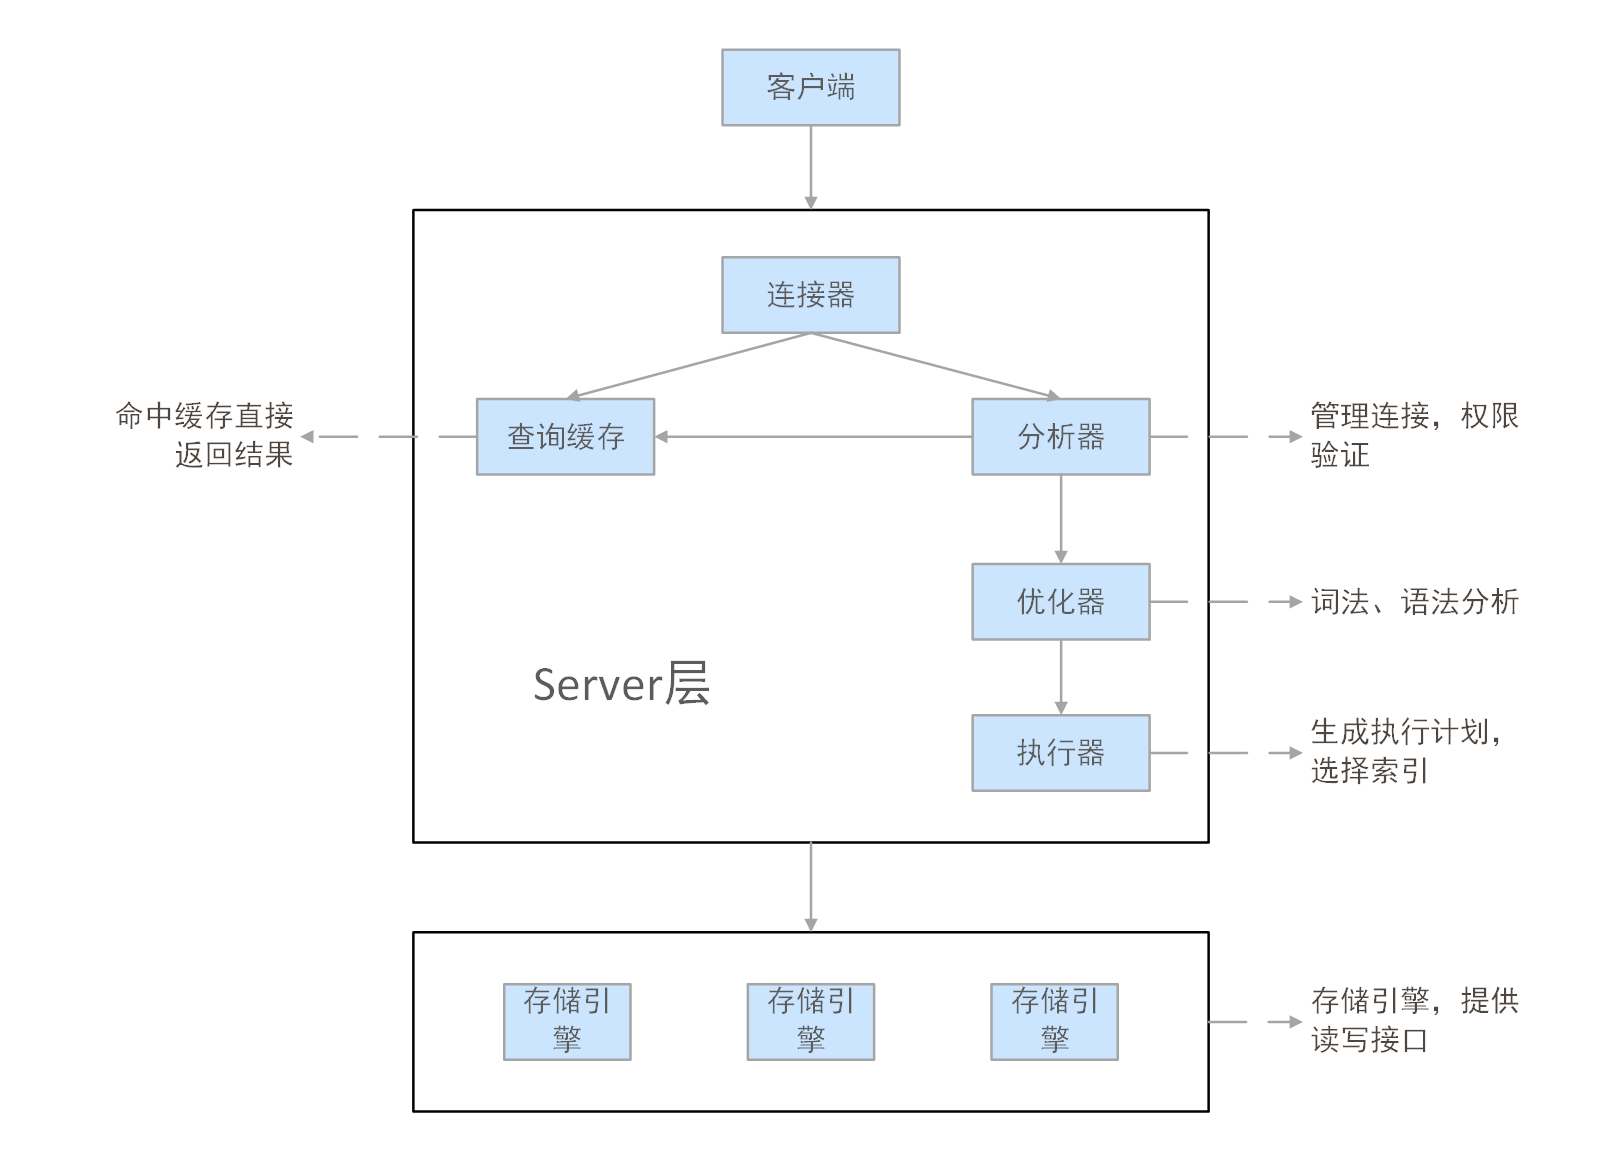 客户端
连接器
命中缓存直接
返回结果
查询缓存
分析器
管理连接，权限
验证
优化器
词法、语法分析
Server层
执行器
生成执行计划，
选择索引
存储引
擎
存储引
擎
存储引
擎
存储引擎，提供
读写接口